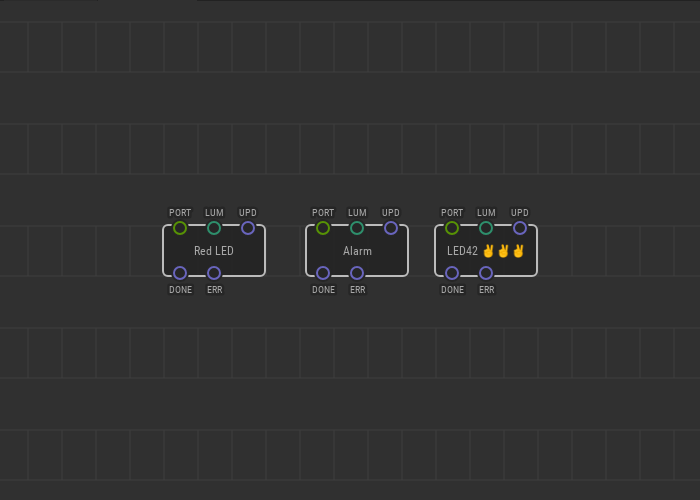 PORT LUM UPD PORT LUM UPD PORT LUM UPD
Red LED Alarm LED42 ✌✌✌
DONE ERR DONE ERR DONE ERR